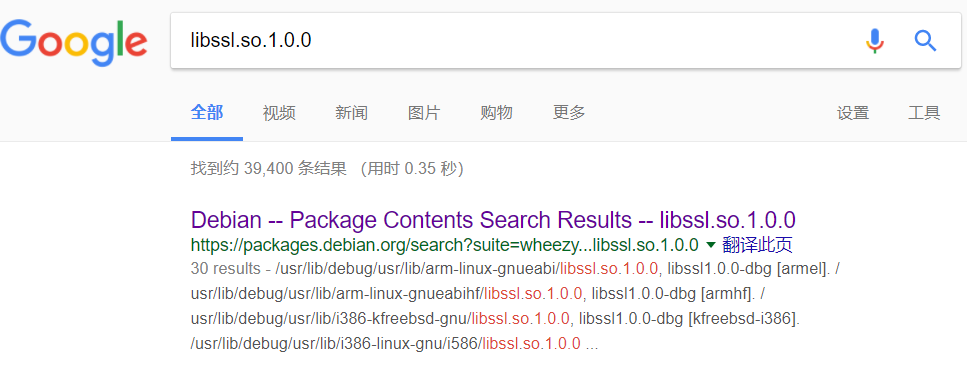 Google
libssl.so.1.0.0
全部 视频 新闻 图片 购物 更多 设置 工具
找到约 39,400 条结果 （用时 0.35 秒）
Debian -- Package Contents Search Results -- libssl.so.1.0.0
https://packages.debian.org/search?suite=wheezy...libssl.so.1.0.0 翻译此页
30 results - /usr/lib/debug/usr/lib/arm-linux-gnueabi/libssl.so.1.0.0, libssl1.0.0-dbg [armel]. /
usr/lib/debug/usr/lib/arm-linux-gnueabihf/libssl.so.1.0.0, libssl1.0.0-dbg [armhf]. /
usr/lib/debug/usr/lib/i386-kfreebsd-gnu/libssl.so.1.0.0, libssl1.0.0-dbg [kfreebsd-i386].
/usr/lib/debug/usr/lib/i386-linux-gnu/i586/libssl.so.1.0.0 ...